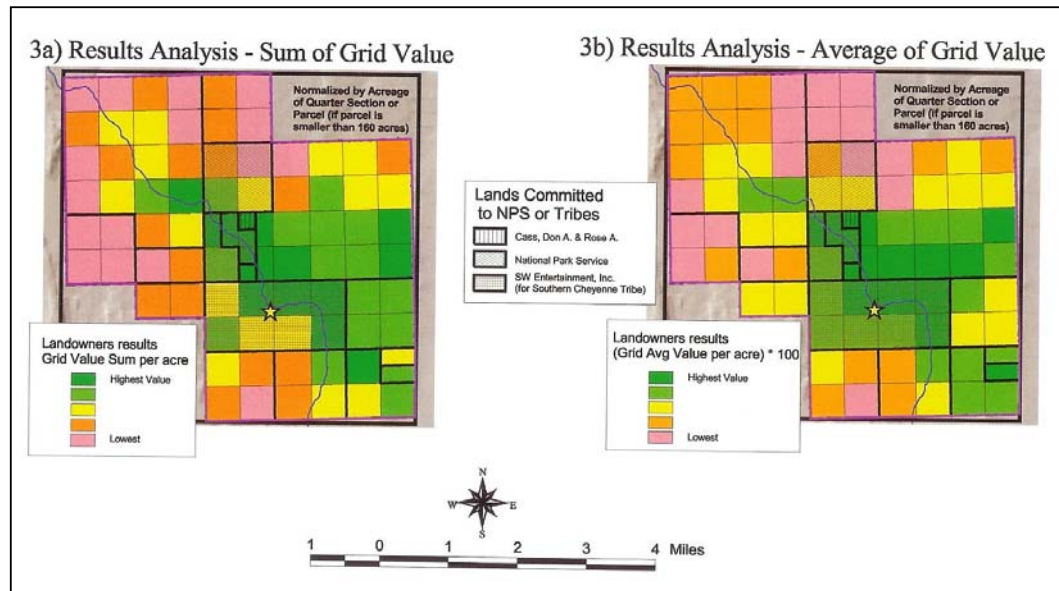 3a) Results Analysis - Sum of Grid Value
Normalized by Acreage
of Quarter Section or
Parcel (if parcel is
smaller than 160 acres)
Landowners results
Grid Value Sum per acre
Highest Value
Lowest
3b) Results Analysis - Average of Grid Value
Normalized by Acreage
of Quarter Section or
Parcel (if parcel is
smaller than 160 acres)
Lands Committed
to NPS or Tribes
Cass, Don A. & Rose A.
National Park Service
SW Entertainment, Inc.
(for Southern Cheyenne Tribe)
Landowners results
(Grid Avg Value per acre) * 100
Highest Value
Lowest
N
W E
S
1 0 1 2 3 4 Miles